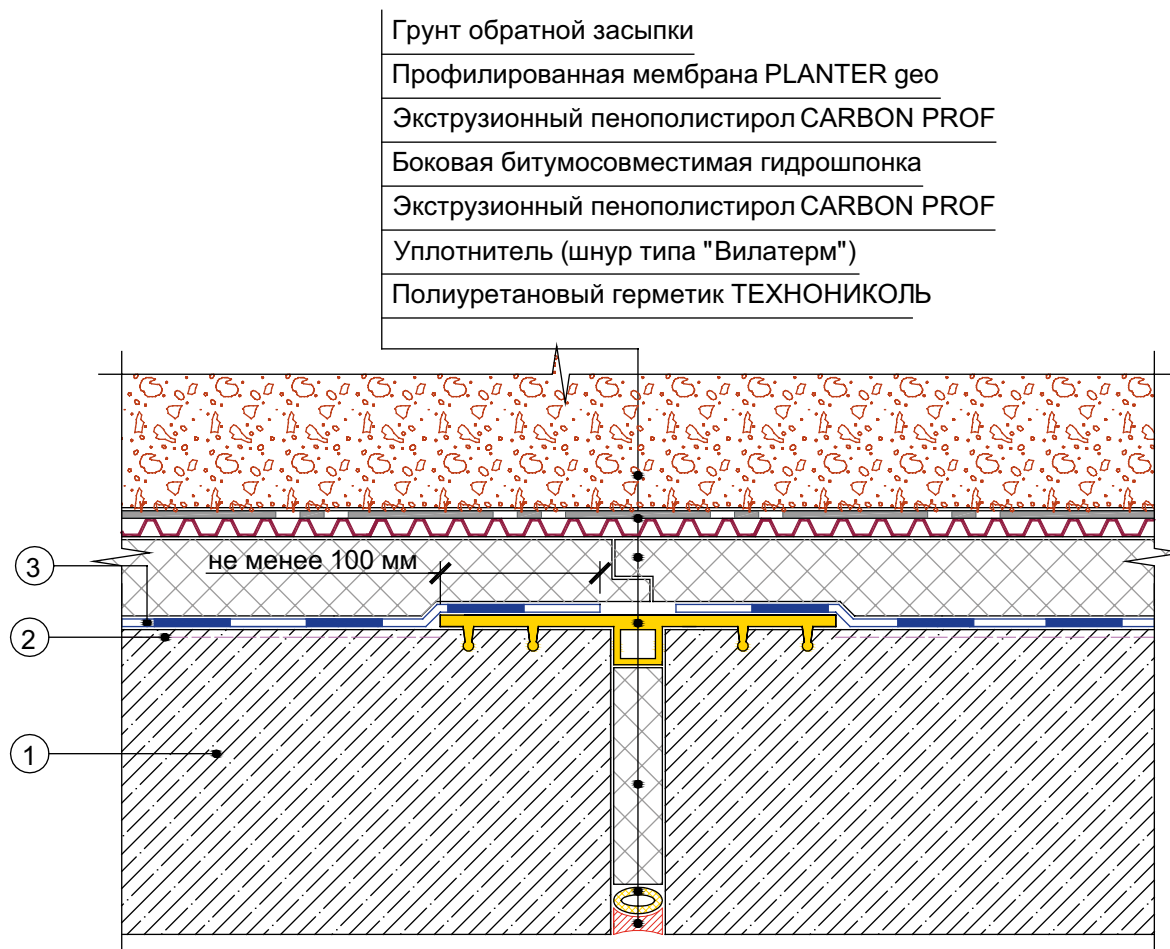 Грунт обратной засыпки
Профилированная мембрана PLANTER geo
Экструзионный пенополистирол CARBON PROF
Боковая битумосовместимая гидрошпонка
Экструзионный пенополистирол CARBON PROF
Уплотнитель (шнур типа "Вилатерм")
Полиуретановый герметик ТЕХНОНИКОЛЬ
не менее 100 мм
3
2
1